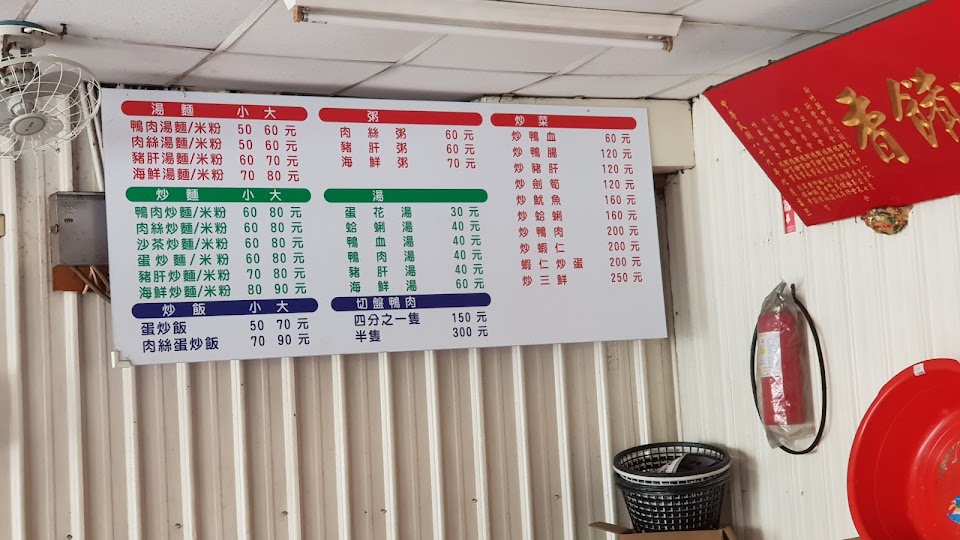 湯麵 小 大
鴨肉湯麵/米粉 50 60 元
肉絲湯麵/米粉 50 60 元
豬肝湯麵/米粉 60 70 元
海鮮湯麵/米粉 70 80 元
炒麵 小 大
鴨肉炒麵/米粉 60 80 元
肉絲炒麵/米粉 60 80 元
沙茶炒麵/米粉 60 80 元
蛋炒麵/米粉 60 80 元
豬肝炒麵/米粉 70 80 元
海鮮炒麵/米粉 80 90 元
炒飯 小 大
蛋炒飯 50 70 元
肉絲蛋炒飯 70 90 元
粥
肉絲粥 60 元
豬肝粥 60 元
海鮮粥 70 元
湯
蛋花湯 30 元
蛤蜊湯 40 元
鴨血湯 40 元
鴨肉湯 40 元
豬肝湯 40 元
海鮮湯 60 元
切盤鴨肉
四分之一隻 150 元
半隻 300 元
炒菜
炒鴨血 60 元
炒鴨腸 120 元
炒豬肝 120 元
炒劍筍 120 元
炒魷魚 160 元
炒蛤蜊 160 元
炒鴨肉 200 元
炒蝦仁 200 元
蝦仁炒蛋 200 元
炒三鮮 250 元
香